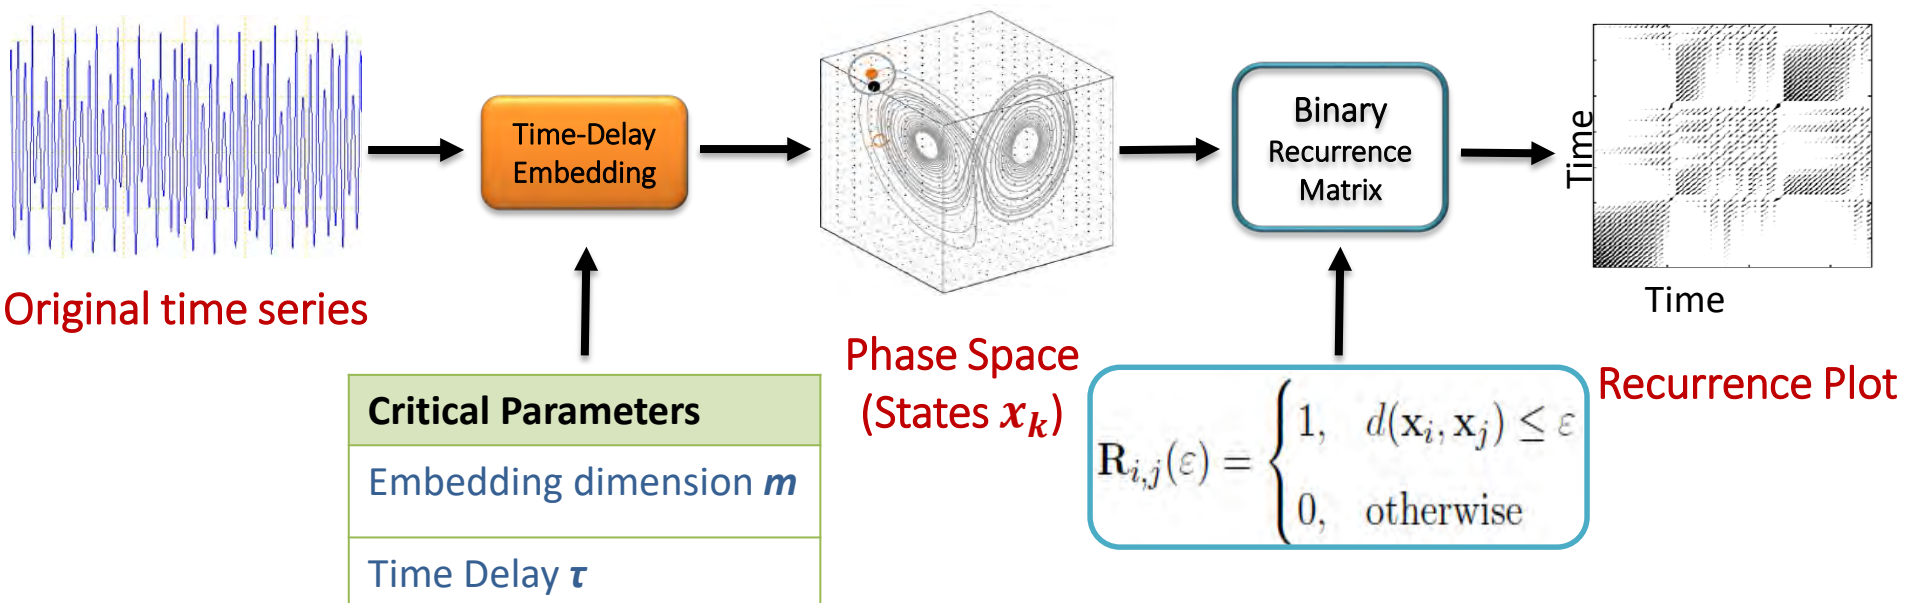 Time-Delay
Embedding
Binary
Recurrence
Matrix
Time
Time
Original time series
Phase Space
(States x_k)
Recurrence Plot
Critical Parameters
Embedding dimension m
Time Delay τ
R_{i,j}(ε) = { 1, d(x_i, x_j) ≤ ε
0, otherwise